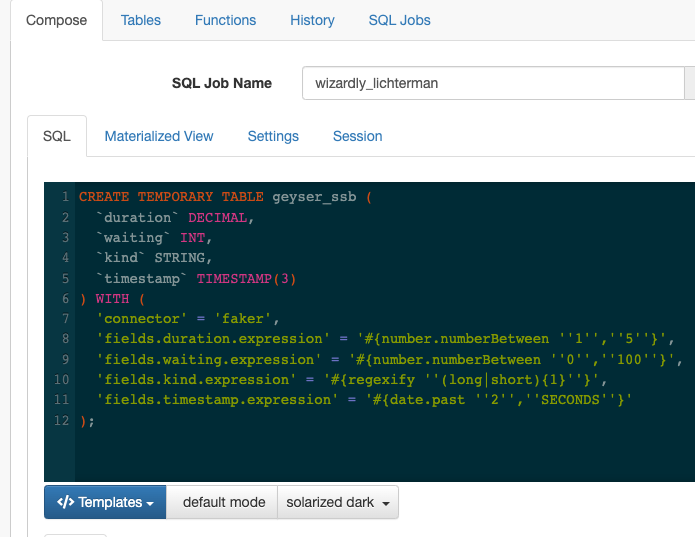 Compose Tables Functions History SQL Jobs
SQL Job Name wizardly_lichterman
SQL Materialized View Settings Session
1 CREATE TEMPORARY TABLE geyser_ssb (
2 `duration` DECIMAL,
3 `waiting` INT,
4 `kind` STRING,
5 `timestamp` TIMESTAMP(3)
6 ) WITH (
7 'connector' = 'faker',
8 'fields.duration.expression' = '#{number.numberBetween ''1'',''5''}',
9 'fields.waiting.expression' = '#{number.numberBetween ''0'',''100''}',
10 'fields.kind.expression' = '#{regexify ''(long|short){1}''}',
11 'fields.timestamp.expression' = '#{date.past ''2'',''SECONDS''}'
12 );
</> Templates default mode solarized dark